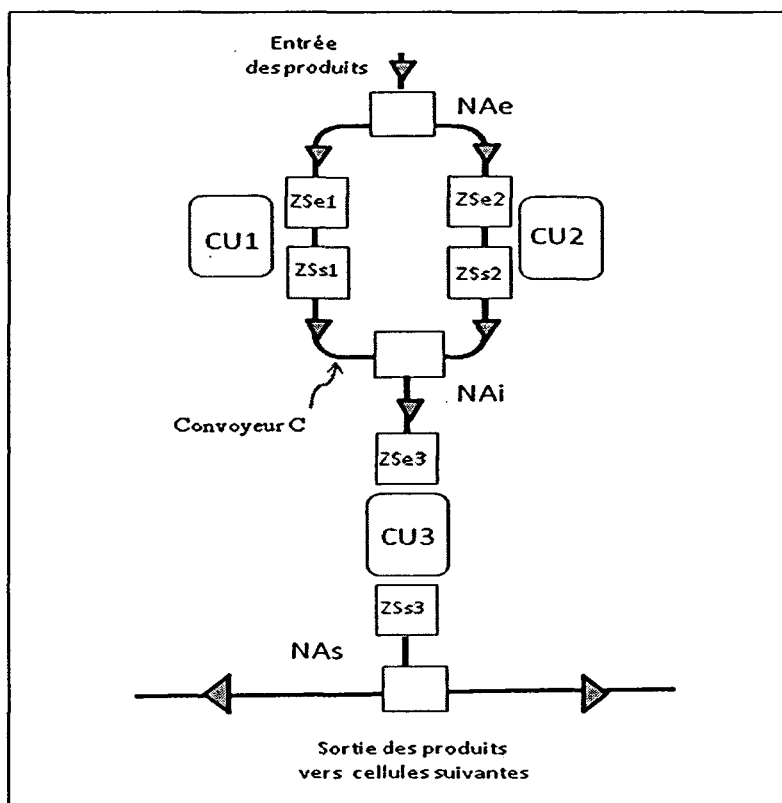 Entrée
des produits
NAe
ZSe1
ZSe2
CU1
CU2
ZSs1
ZSs2
NAi
Convoyeur C
ZSe3
CU3
ZSs3
NAs
Sortie des produits
vers cellules suivantes